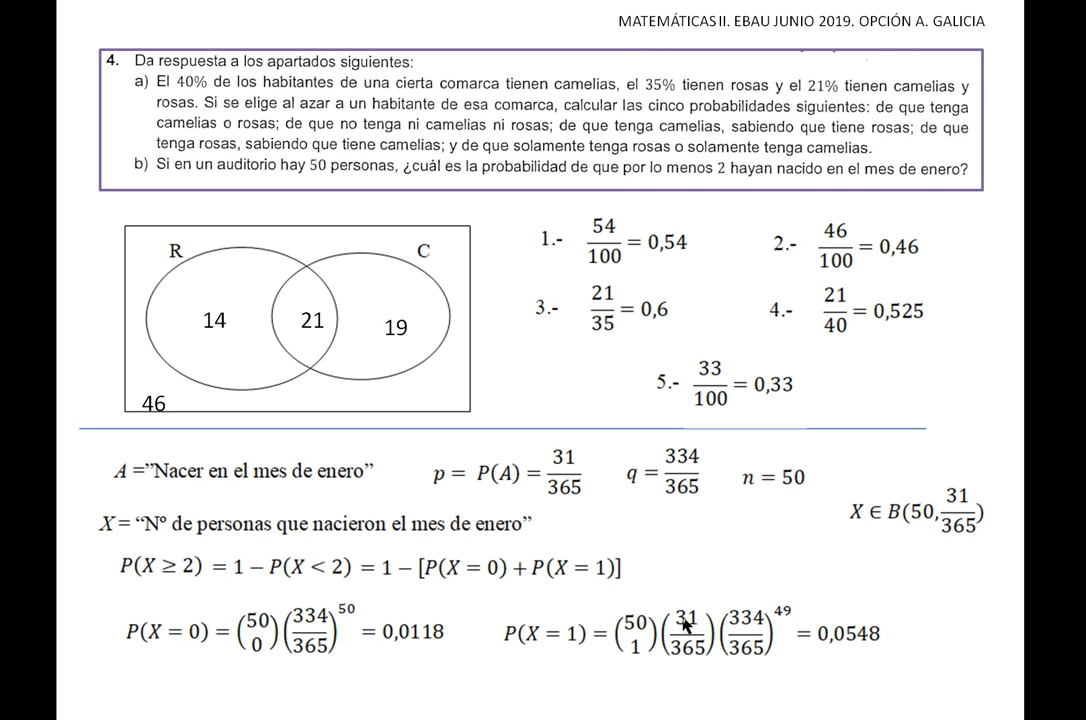 MATEMÁTICAS II. EBAU JUNIO 2019. OPCIÓN A. GALICIA
4. Da respuesta a los apartados siguientes:
a) El 40% de los habitantes de una cierta comarca tienen camelias, el 35% tienen rosas y el 21% tienen camelias y
rosas. Si se elige al azar a un habitante de esa comarca, calcular las cinco probabilidades siguientes: de que tenga
camelias o rosas; de que no tenga ni camelias ni rosas; de que tenga camelias, sabiendo que tiene rosas; de que
tenga rosas, sabiendo que tiene camelias; y de que solamente tenga rosas o solamente tenga camelias.
b) Si en un auditorio hay 50 personas, ¿cuál es la probabilidad de que por lo menos 2 hayan nacido en el mes de enero?
R C
14 21 19
46
1.- 54/100 = 0,54 2.- 46/100 = 0,46
3.- 21/35 = 0,6 4.- 21/40 = 0,525
5.- 33/100 = 0,33
A =”Nacer en el mes de enero” p = P(A) = 31/365 q = 334/365 n = 50
X ∈ B(50, 31/365)
X= “Nº de personas que nacieron el mes de enero”
P(X ≥ 2) = 1 − P(X < 2) = 1 − [P(X = 0) + P(X = 1)]
P(X = 0) = (50 0) (334/365)^50 = 0,0118 P(X = 1) = (50 1) (31/365) (334/365)^49 = 0,0548